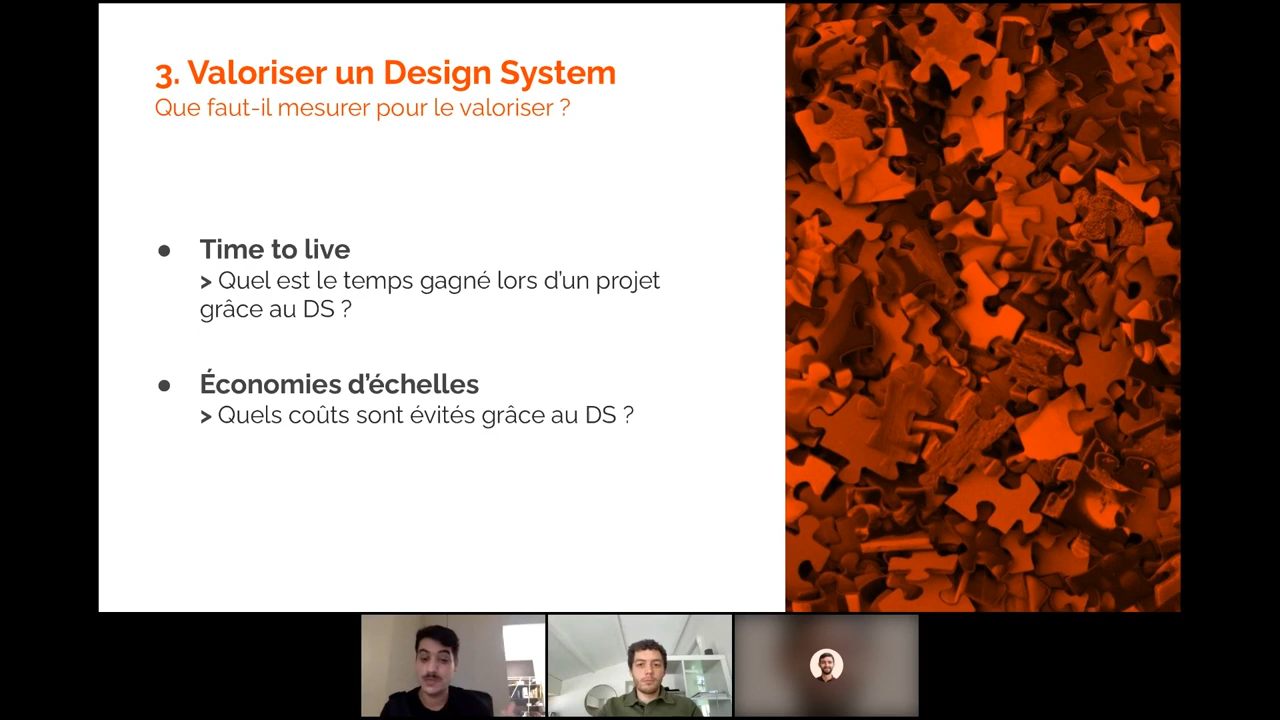 3. Valoriser un Design System
Que faut-il mesurer pour le valoriser ?
● Time to live
> Quel est le temps gagné lors d'un projet
grâce au DS ?
● Économies d'échelles
> Quels coûts sont évités grâce au DS ?